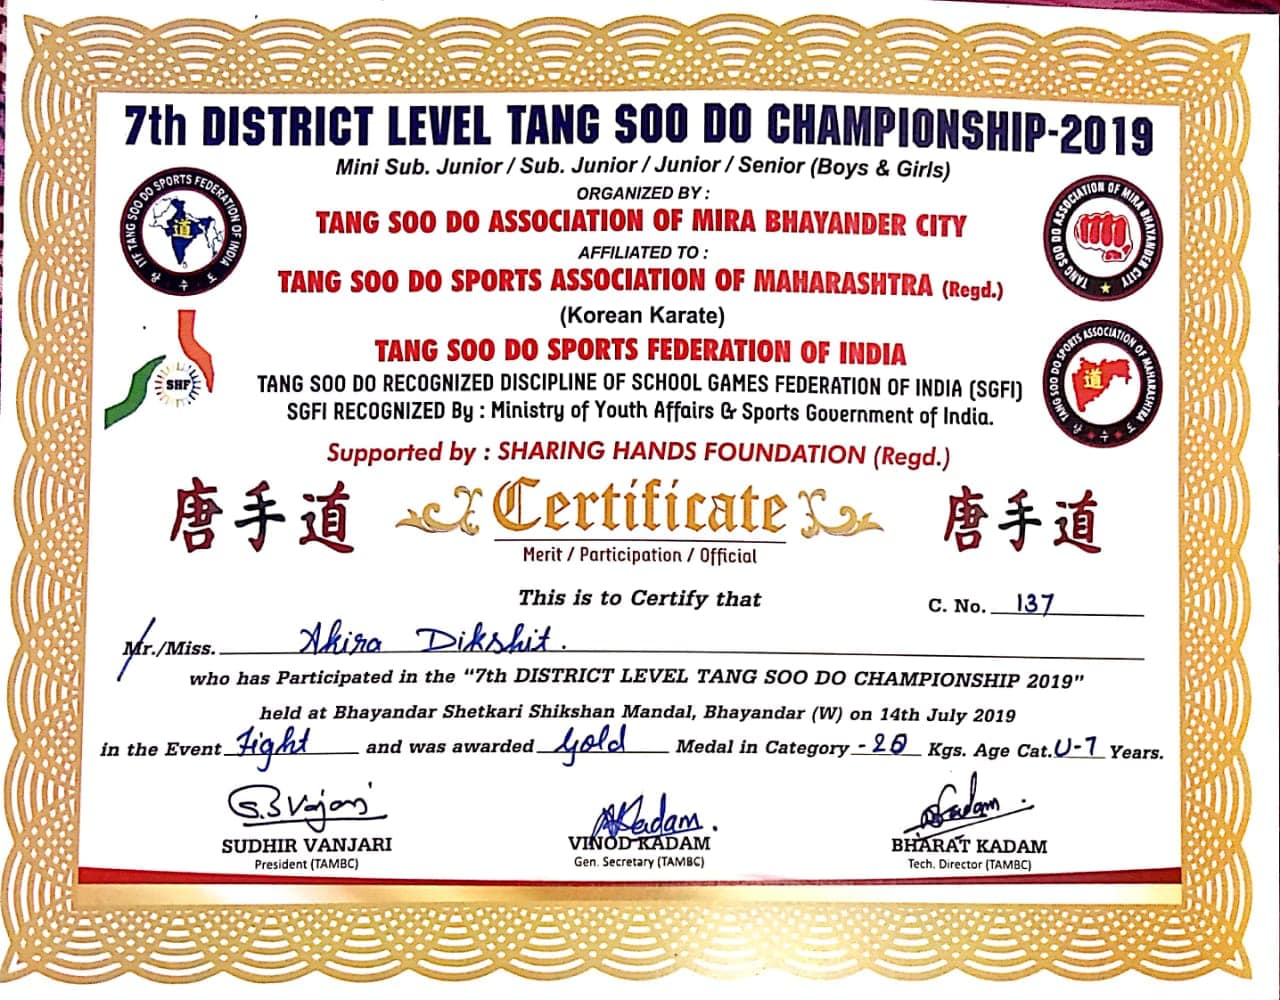 7th DISTRICT LEVEL TANG SOO DO CHAMPIONSHIP-2019
Mini Sub. Junior / Sub. Junior / Junior / Senior (Boys & Girls)
ORGANIZED BY :
TANG SOO DO ASSOCIATION OF MIRA BHAYANDER CITY
AFFILIATED TO :
TANG SOO DO SPORTS ASSOCIATION OF MAHARASHTRA (Regd.)
(Korean Karate)
TANG SOO DO SPORTS FEDERATION OF INDIA
TANG SOO DO RECOGNIZED DISCIPLINE OF SCHOOL GAMES FEDERATION OF INDIA (SGFI)
SGFI RECOGNIZED By : Ministry of Youth Affairs & Sports Government of India.
Supported by : SHARING HANDS FOUNDATION (Regd.)
ITF TANG SOO DO SPORTS FEDERATION OF INDIA
道
수
TANG SOO DO ASSOCIATION OF MIRA BHAYANDER CITY
SHF
TANG SOO DO SPORTS ASSOCIATION OF MAHARASHTRA
道
수
唐手道 Certificate 唐手道
Merit / Participation / Official
This is to Certify that
C. No. 137
Mr./Miss. Akira Dikshit.
who has Participated in the "7th DISTRICT LEVEL TANG SOO DO CHAMPIONSHIP 2019"
held at Bhayandar Shetkari Shikshan Mandal, Bhayandar (W) on 14th July 2019
in the Event Fight and was awarded Gold Medal in Category -20 Kgs. Age Cat. U-7 Years.
SUDHIR VANJARI VINOD KADAM BHARAT KADAM
President (TAMBC) Gen. Secretary (TAMBC) Tech. Director (TAMBC)